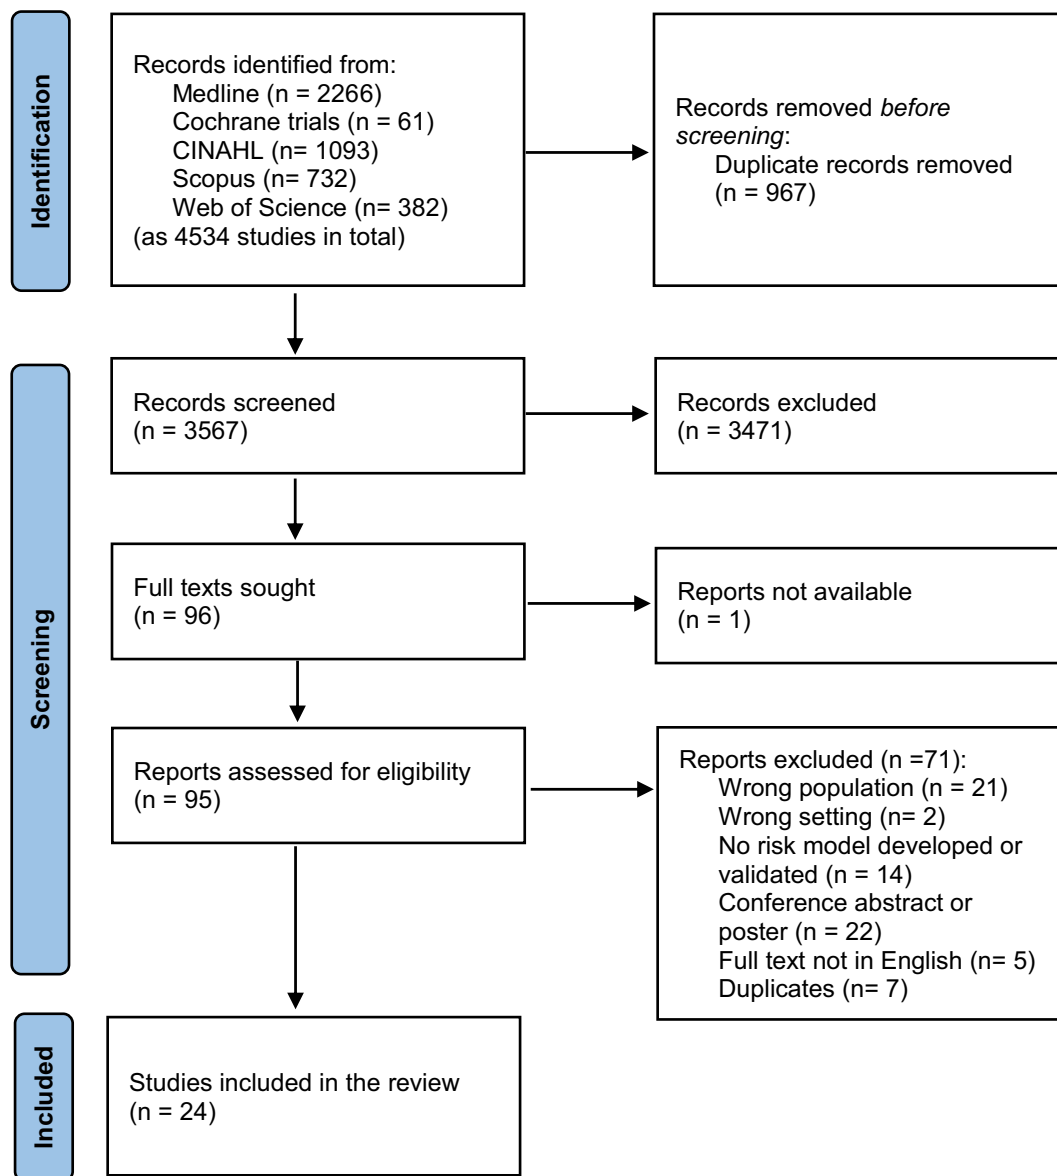 Identification
Records identified from:
Medline (n = 2266)
Cochrane trials (n = 61)
CINAHL (n= 1093)
Scopus (n= 732)
Web of Science (n= 382)
(as 4534 studies in total)
Records removed before
screening:
Duplicate records removed
(n = 967)
Screening
Records screened
(n = 3567)
Records excluded
(n = 3471)
Full texts sought
(n = 96)
Reports not available
(n = 1)
Reports assessed for eligibility
(n = 95)
Reports excluded (n =71):
Wrong population (n = 21)
Wrong setting (n= 2)
No risk model developed or
validated (n = 14)
Conference abstract or
poster (n = 22)
Full text not in English (n= 5)
Duplicates (n= 7)
Included
Studies included in the review
(n = 24)